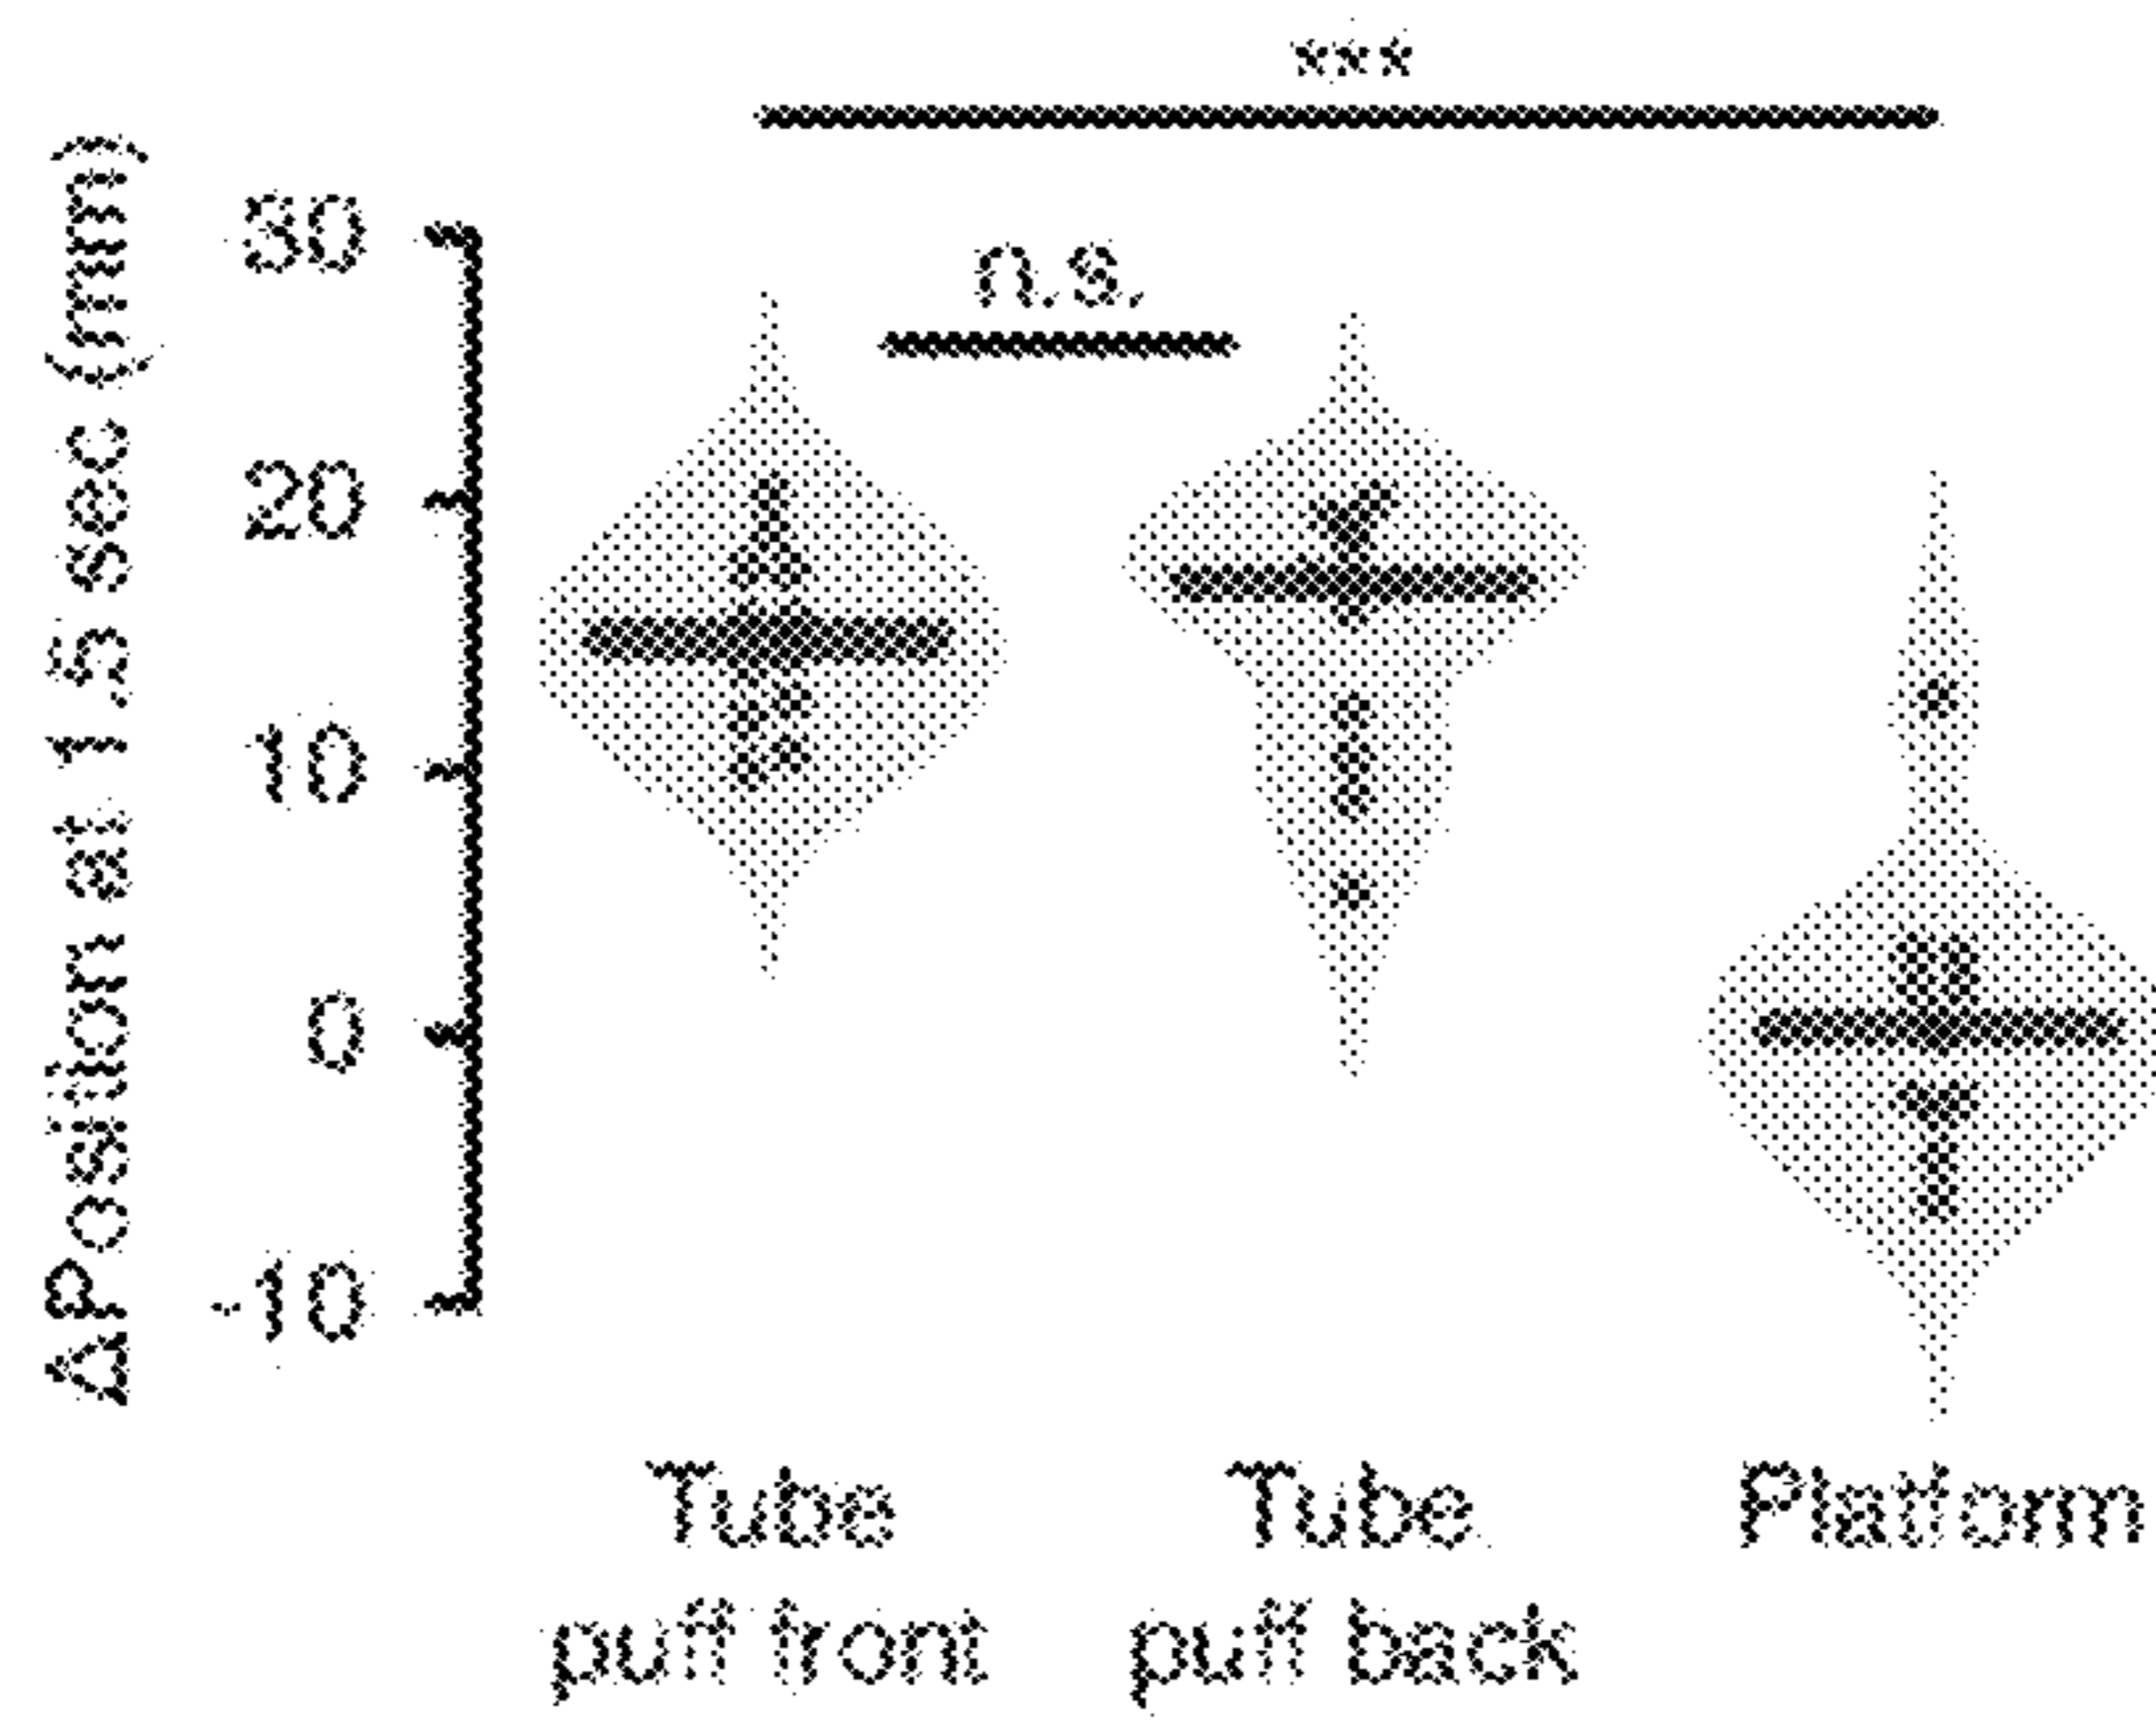 ***
n.s.
ΔPosition at 1.5 sec (mm)
30
20
10
0
-10
Tube
puff front
Tube
puff back
Platform